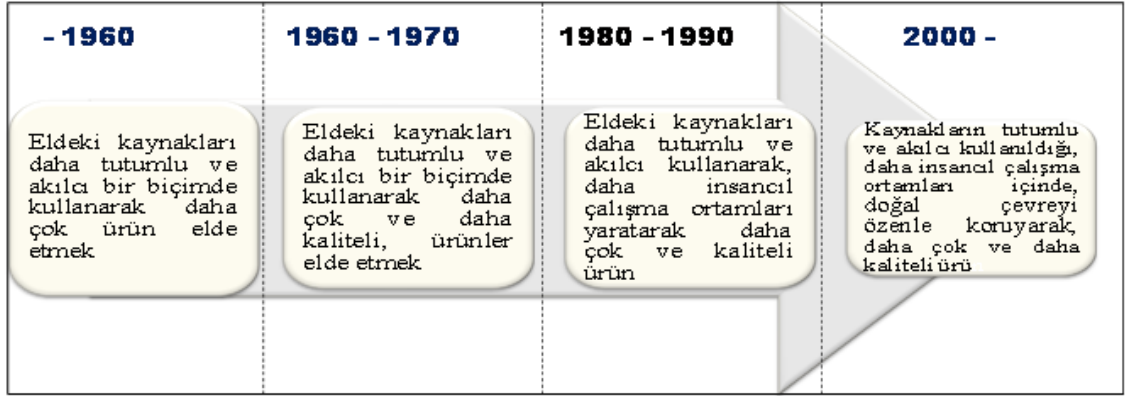 - 1960
1960 - 1970
1980 - 1990
2000 -
Eldeki kaynakları
daha tutumlu ve
akılcı bir biçimde
kullanarak daha
çok ürün elde
etmek
Eldeki kaynakları
daha tutumlu ve
akılcı bir biçimde
kullanarak daha
çok ve daha
kaliteli, ürünler
elde etmek
Eldeki kaynakları
daha tutumlu ve
akılcı kullanarak,
daha insancıl
çalışma ortamları
yaratarak daha
çok ve kaliteli
ürün
Kaynakların tutumlu
ve akılcı kullanıldığı,
daha insancıl çalışma
ortamları içinde,
doğal çevreyi
özenle koruyarak,
daha çok ve daha
kaliteli ürü